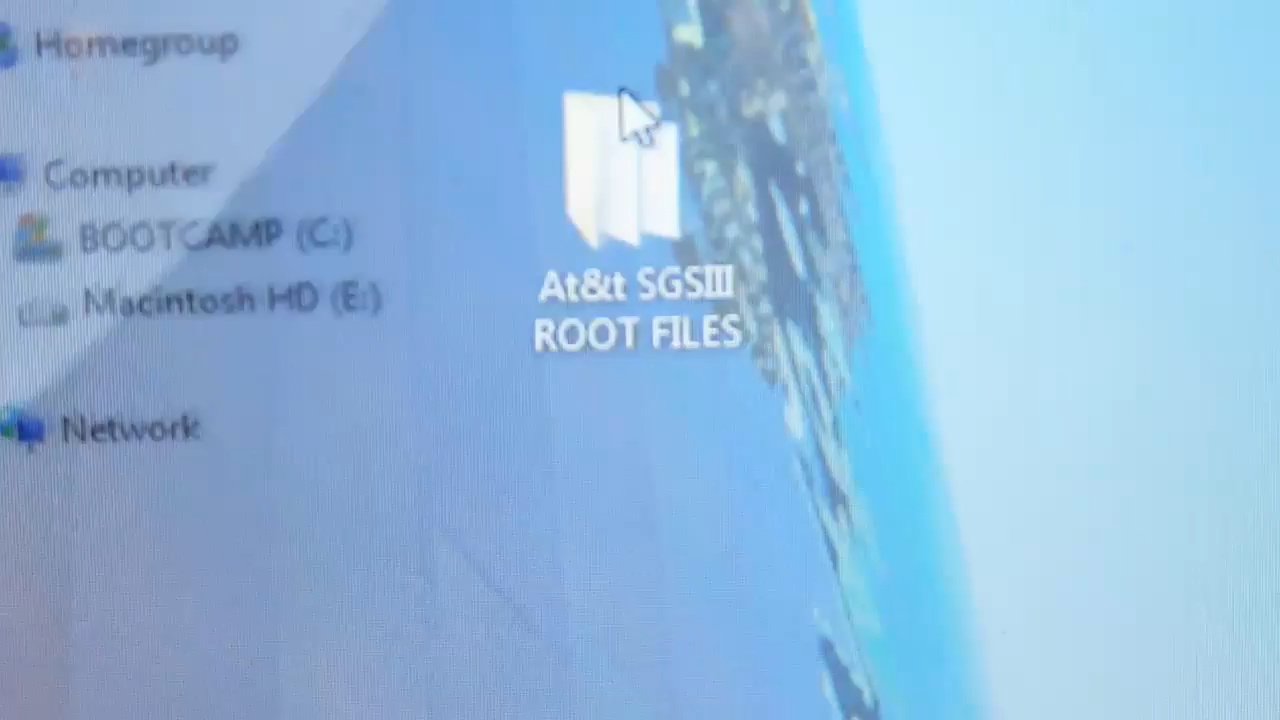 Homegroup
Computer
BOOTCAMP (C:)
Macintosh HD (E:)
Network
At&t SGSIII
ROOT FILES